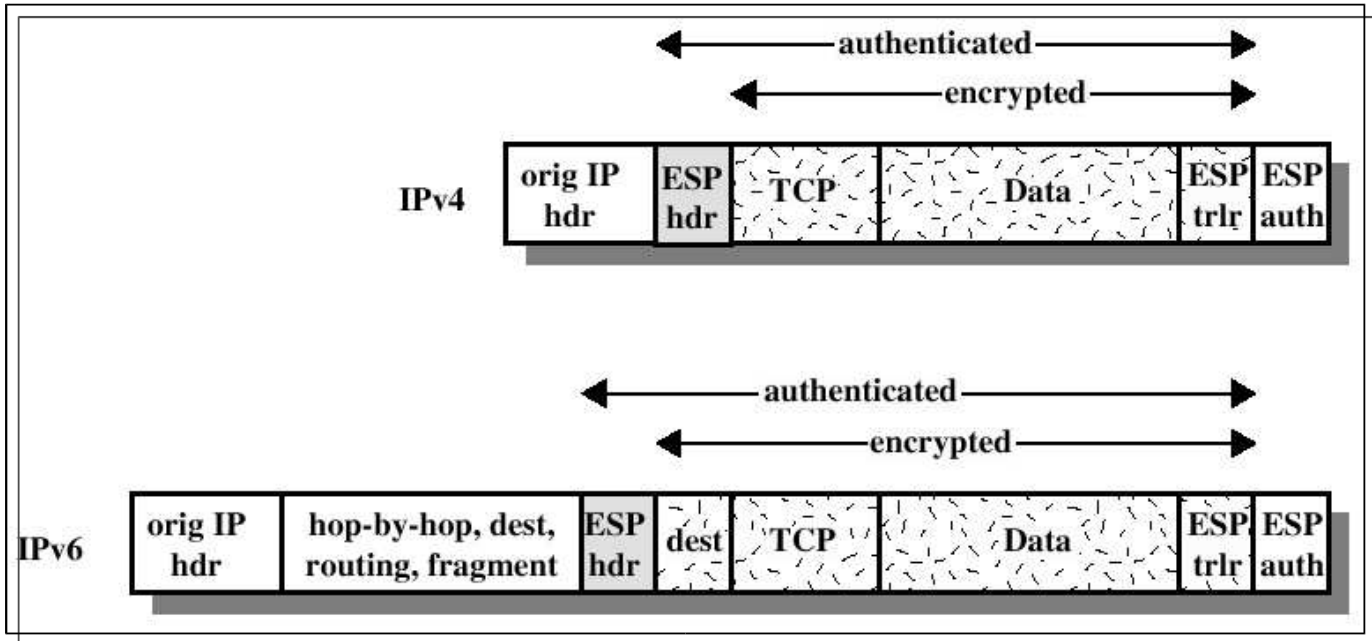 authenticated
encrypted
IPv4
orig IP
hdr
ESP
hdr
TCP
Data
ESP
trlr
ESP
auth
authenticated
encrypted
IPv6
orig IP
hdr
hop-by-hop, dest,
routing, fragment
ESP
hdr
dest
TCP
Data
ESP
trlr
ESP
auth